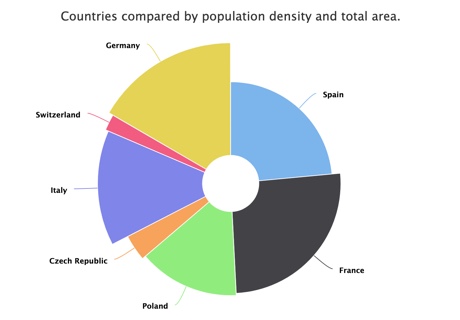 Countries compared by population density and total area.
Germany
Spain
Switzerland
Italy
Czech Republic
France
Poland